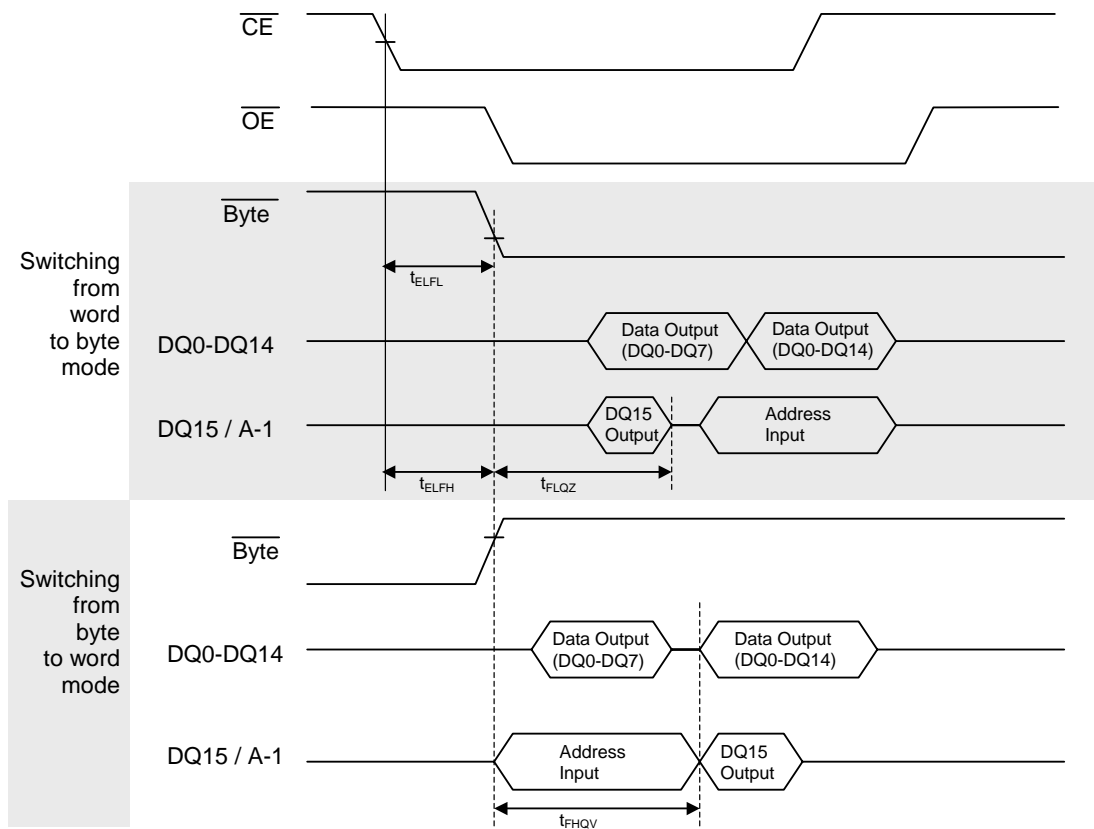 CE
OE
Byte
Switching
from
word
to byte
mode
tELFL
DQ0-DQ14
Data Output
(DQ0-DQ7)
Data Output
(DQ0-DQ14)
DQ15 / A-1
DQ15
Output
Address
Input
tELFH
tFLQZ
Byte
Switching
from
byte
to word
mode
DQ0-DQ14
Data Output
(DQ0-DQ7)
Data Output
(DQ0-DQ14)
DQ15 / A-1
Address
Input
DQ15
Output
tFHQV